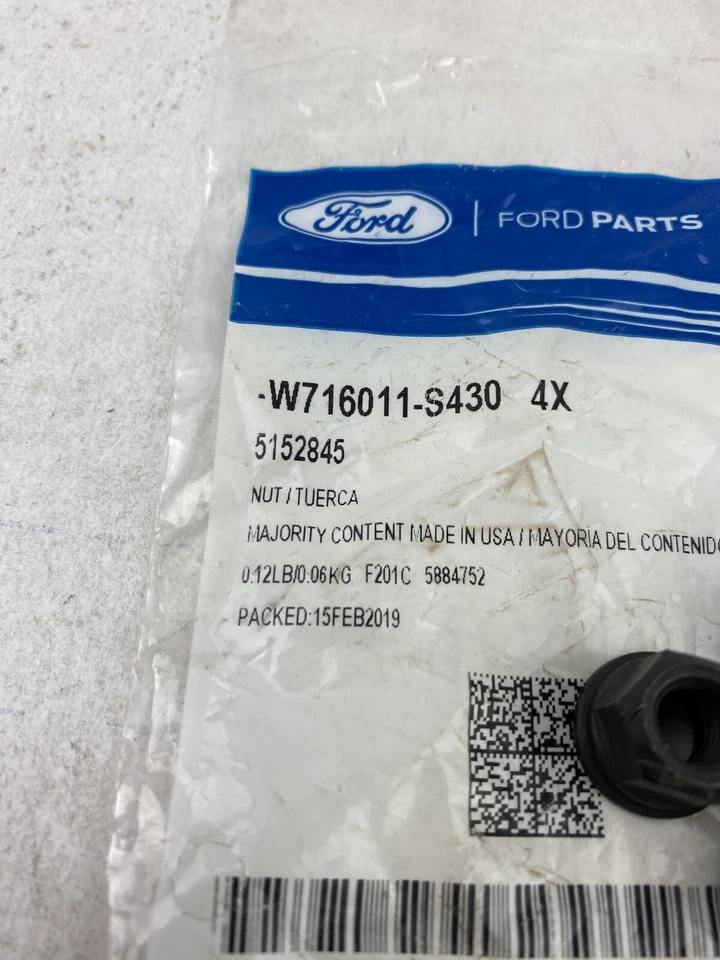 Ford | FORD PARTS
-W716011-S430 4X
5152845
NUT / TUERCA
MAJORITY CONTENT MADE IN USA / MAYORIA DEL CONTENIDO
0.12LB/0.06KG F201C 5884752
PACKED:15FEB2019